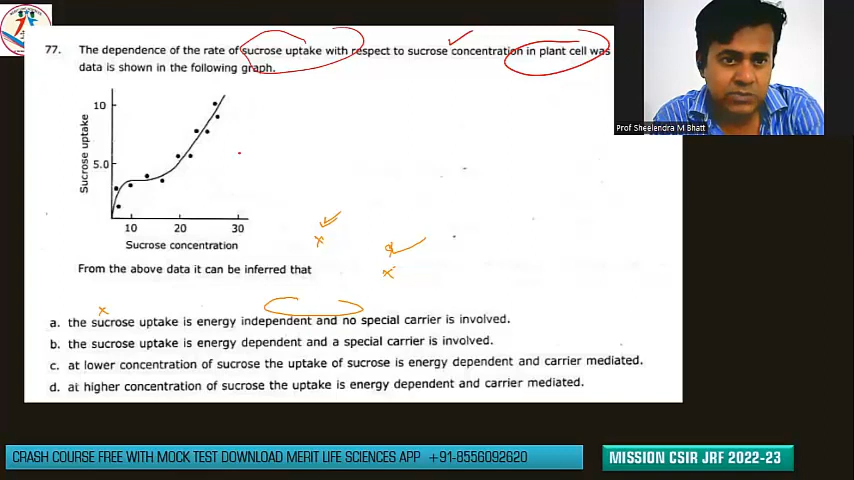 77. The dependence of the rate of sucrose uptake with respect to sucrose concentration in plant cell was
data is shown in the following graph.
10
5.0
Sucrose uptake
10 20 30
Sucrose concentration
From the above data it can be inferred that
a. the sucrose uptake is energy independent and no special carrier is involved.
b. the sucrose uptake is energy dependent and a special carrier is involved.
c. at lower concentration of sucrose the uptake of sucrose is energy dependent and carrier mediated.
d. at higher concentration of sucrose the uptake is energy dependent and carrier mediated.
Prof Sheelendra M Bhatt
CRASH COURSE FREE WITH MOCK TEST DOWNLOAD MERIT LIFE SCIENCES APP +91-8556092620
MISSION CSIR JRF 2022-23